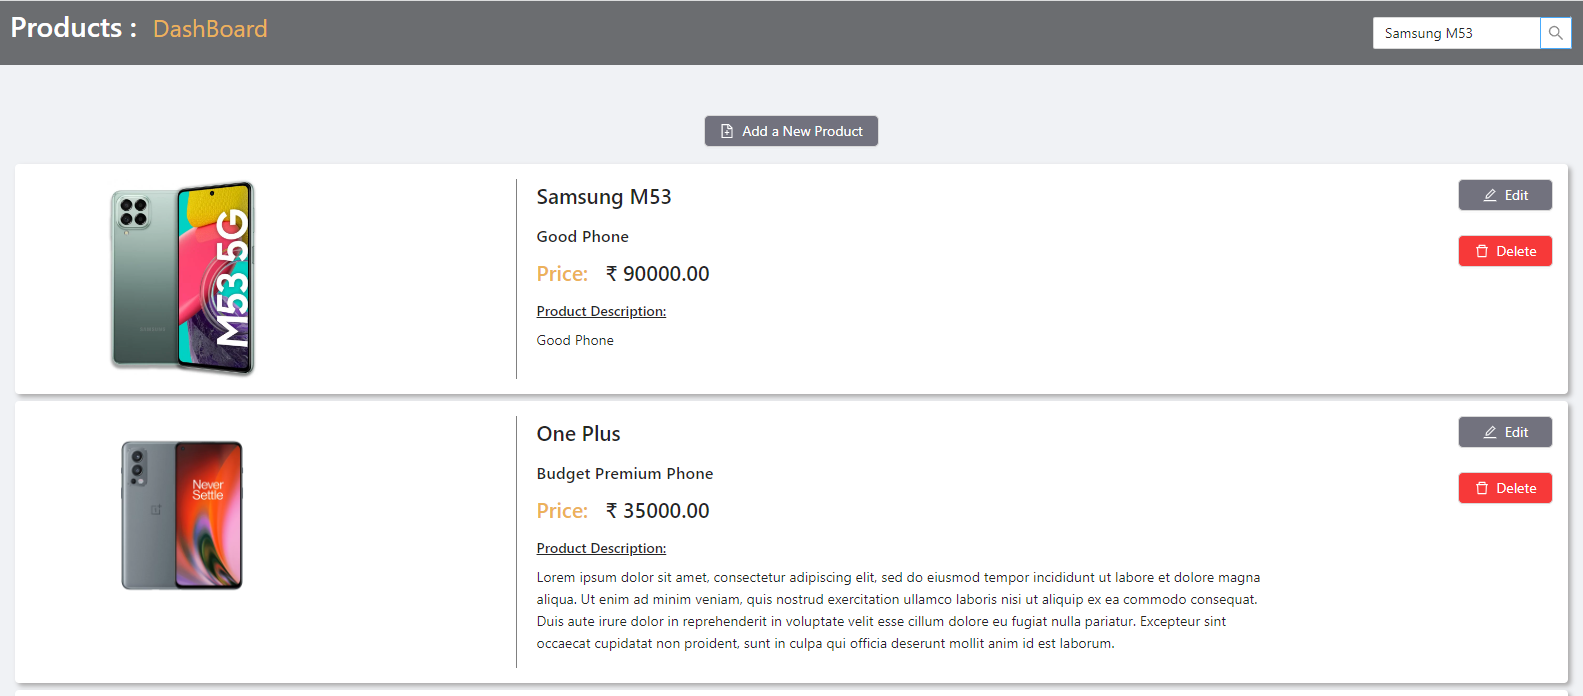 Products : DashBoard
Samsung M53
Add a New Product
SAMSUNG
M53 5G
Samsung M53
Good Phone
Price: ₹ 90000.00
Product Description:
Good Phone
Edit
Delete
Never
Settle
One Plus
Budget Premium Phone
Price: ₹ 35000.00
Product Description:
Lorem ipsum dolor sit amet, consectetur adipiscing elit, sed do eiusmod tempor incididunt ut labore et dolore magna
aliqua. Ut enim ad minim veniam, quis nostrud exercitation ullamco laboris nisi ut aliquip ex ea commodo consequat.
Duis aute irure dolor in reprehenderit in voluptate velit esse cillum dolore eu fugiat nulla pariatur. Excepteur sint
occaecat cupidatat non proident, sunt in culpa qui officia deserunt mollit anim id est laborum.
Edit
Delete